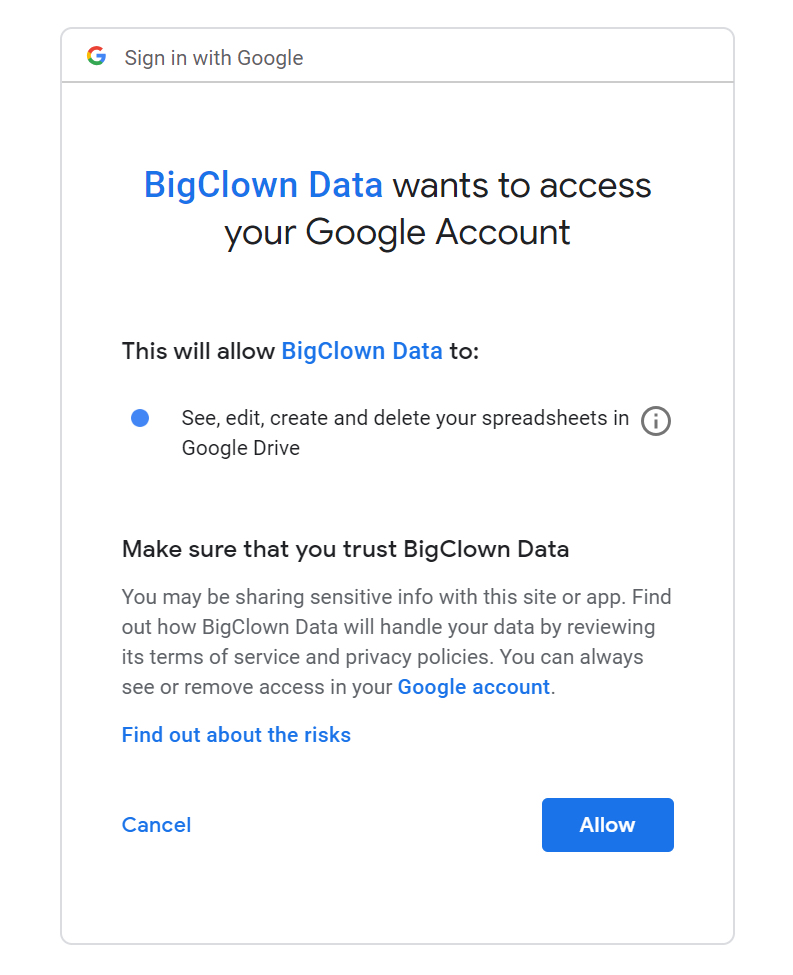 Sign in with Google
BigClown Data wants to access
your Google Account
This will allow BigClown Data to:
See, edit, create and delete your spreadsheets in
Google Drive
Make sure that you trust BigClown Data
You may be sharing sensitive info with this site or app. Find
out how BigClown Data will handle your data by reviewing
its terms of service and privacy policies. You can always
see or remove access in your Google account.
Find out about the risks
Cancel
Allow